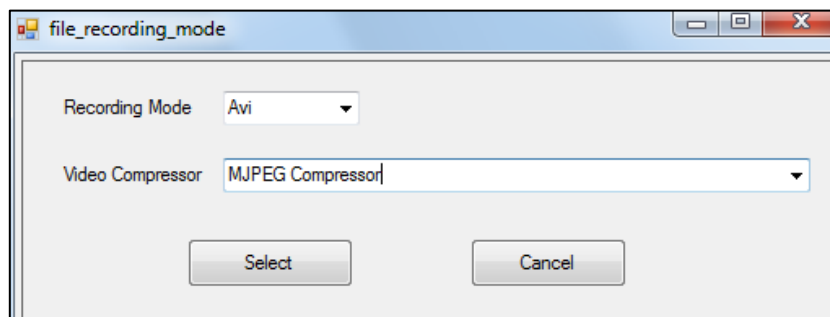 file_recording_mode
Recording Mode Avi
Video Compressor MJPEG Compressor
Select Cancel